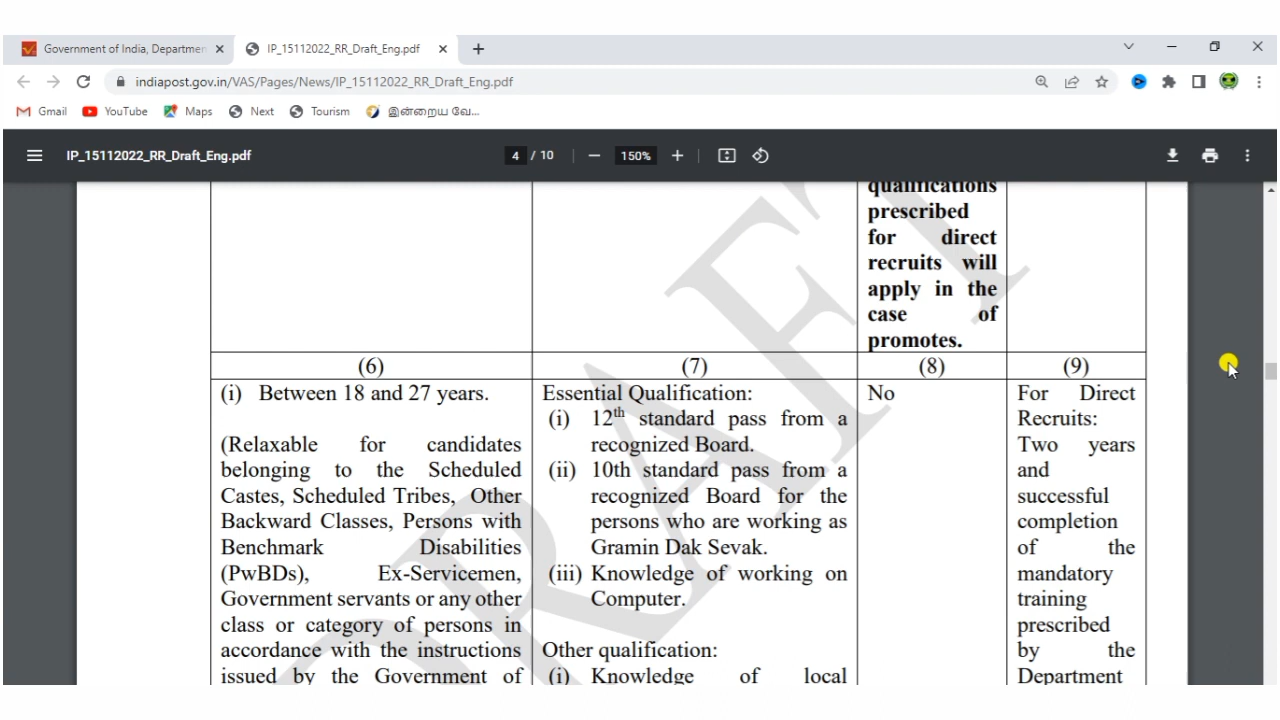 Government of India, Departmen
IP_15112022_RR_Draft_Eng.pdf
indiapost.gov.in/VAS/Pages/News/IP_15112022_RR_Draft_Eng.pdf
Gmail YouTube Maps Next Tourism இன்றைய வே...
IP_15112022_RR_Draft_Eng.pdf 4 / 10 150%
qualifications
prescribed
for direct
recruits will
apply in the
case of
promotes.
(6) (7) (8) (9)
(i) Between 18 and 27 years.
(Relaxable for candidates
belonging to the Scheduled
Castes, Scheduled Tribes, Other
Backward Classes, Persons with
Benchmark Disabilities
(PwBDs), Ex-Servicemen,
Government servants or any other
class or category of persons in
accordance with the instructions
issued by the Government of
Essential Qualification:
(i) 12th standard pass from a
recognized Board.
(ii) 10th standard pass from a
recognized Board for the
persons who are working as
Gramin Dak Sevak.
(iii) Knowledge of working on
Computer.
Other qualification:
(i) Knowledge of local
No
For Direct
Recruits:
Two years
and
successful
completion
of the
mandatory
training
prescribed
by the
Department
DRAFT